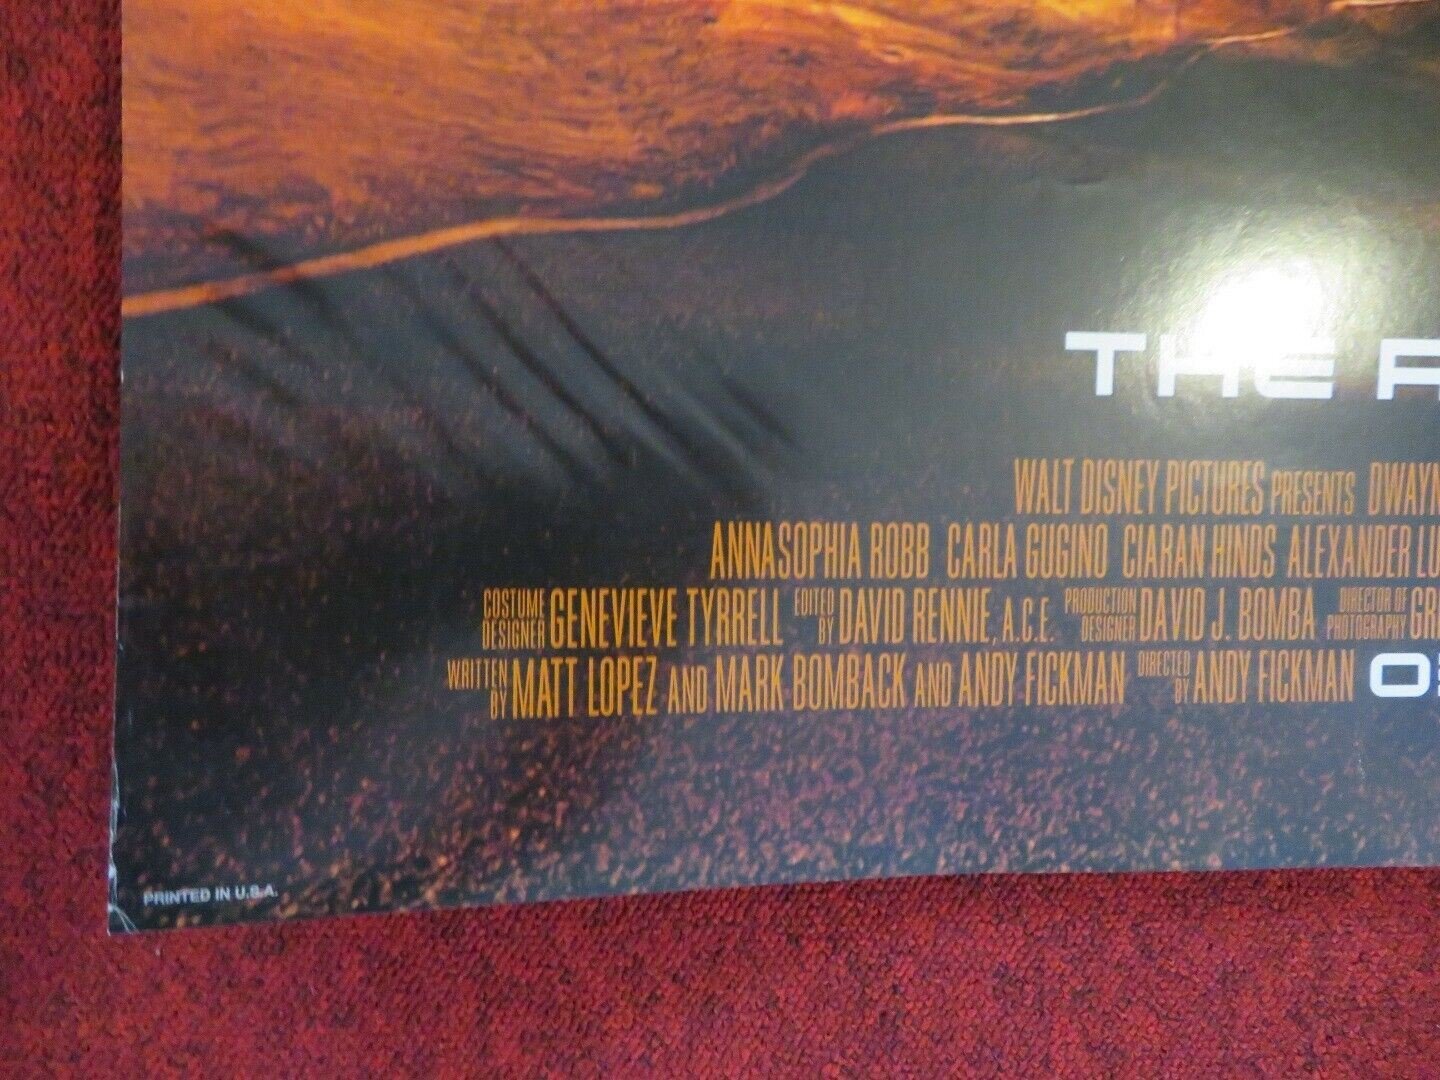 THE
WALT DISNEY PICTURES PRESENTS
ANNASOPHIA ROBB CARLA GUGINO CIARAN HINDS ALEXANDER
COSTUME DESIGNER GENEVIEVE TYRRELL EDITED BY DAVID RENNIE, A.C.E. PRODUCTION DESIGNER DAVID J. BOMBA DIRECTOR OF PHOTOGRAPHY
WRITTEN BY MATT LOPEZ AND MARK BOMBACK AND ANDY FICKMAN DIRECTED BY ANDY FICKMAN
PRINTED IN U.S.A.